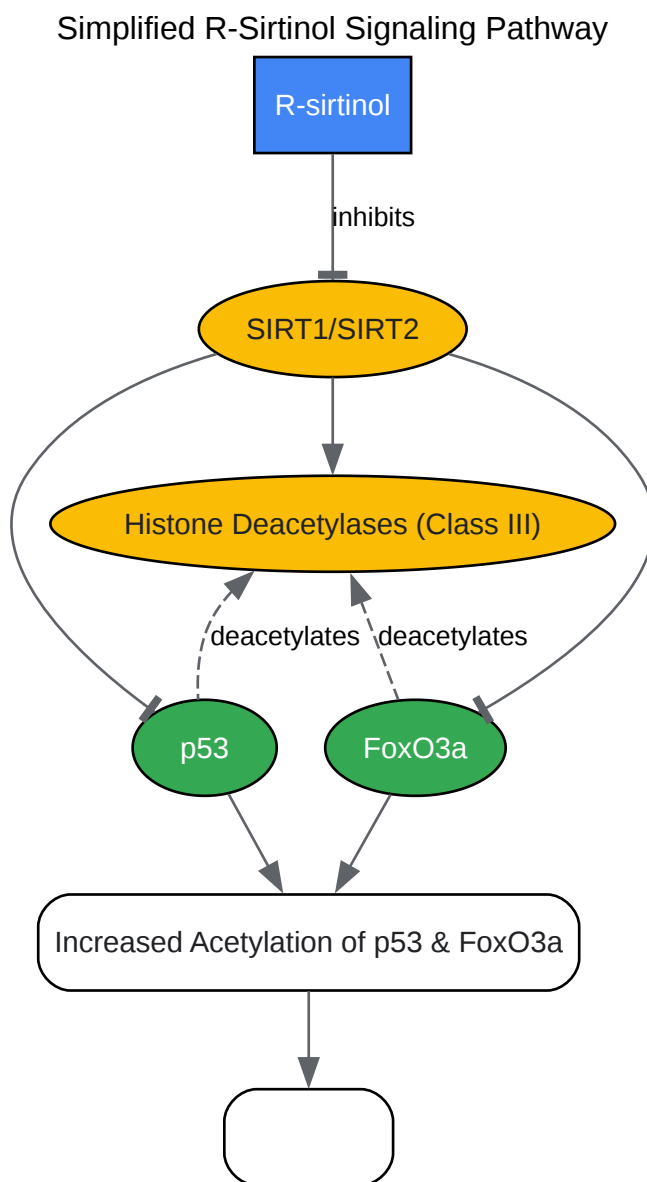 Simplified R-Sirtinol Signaling Pathway
R-sirtinol
inhibits
SIRT1/SIRT2
Histone Deacetylases (Class III)
deacetylates
deacetylates
p53
FoxO3a
Increased Acetylation of p53 & FoxO3a